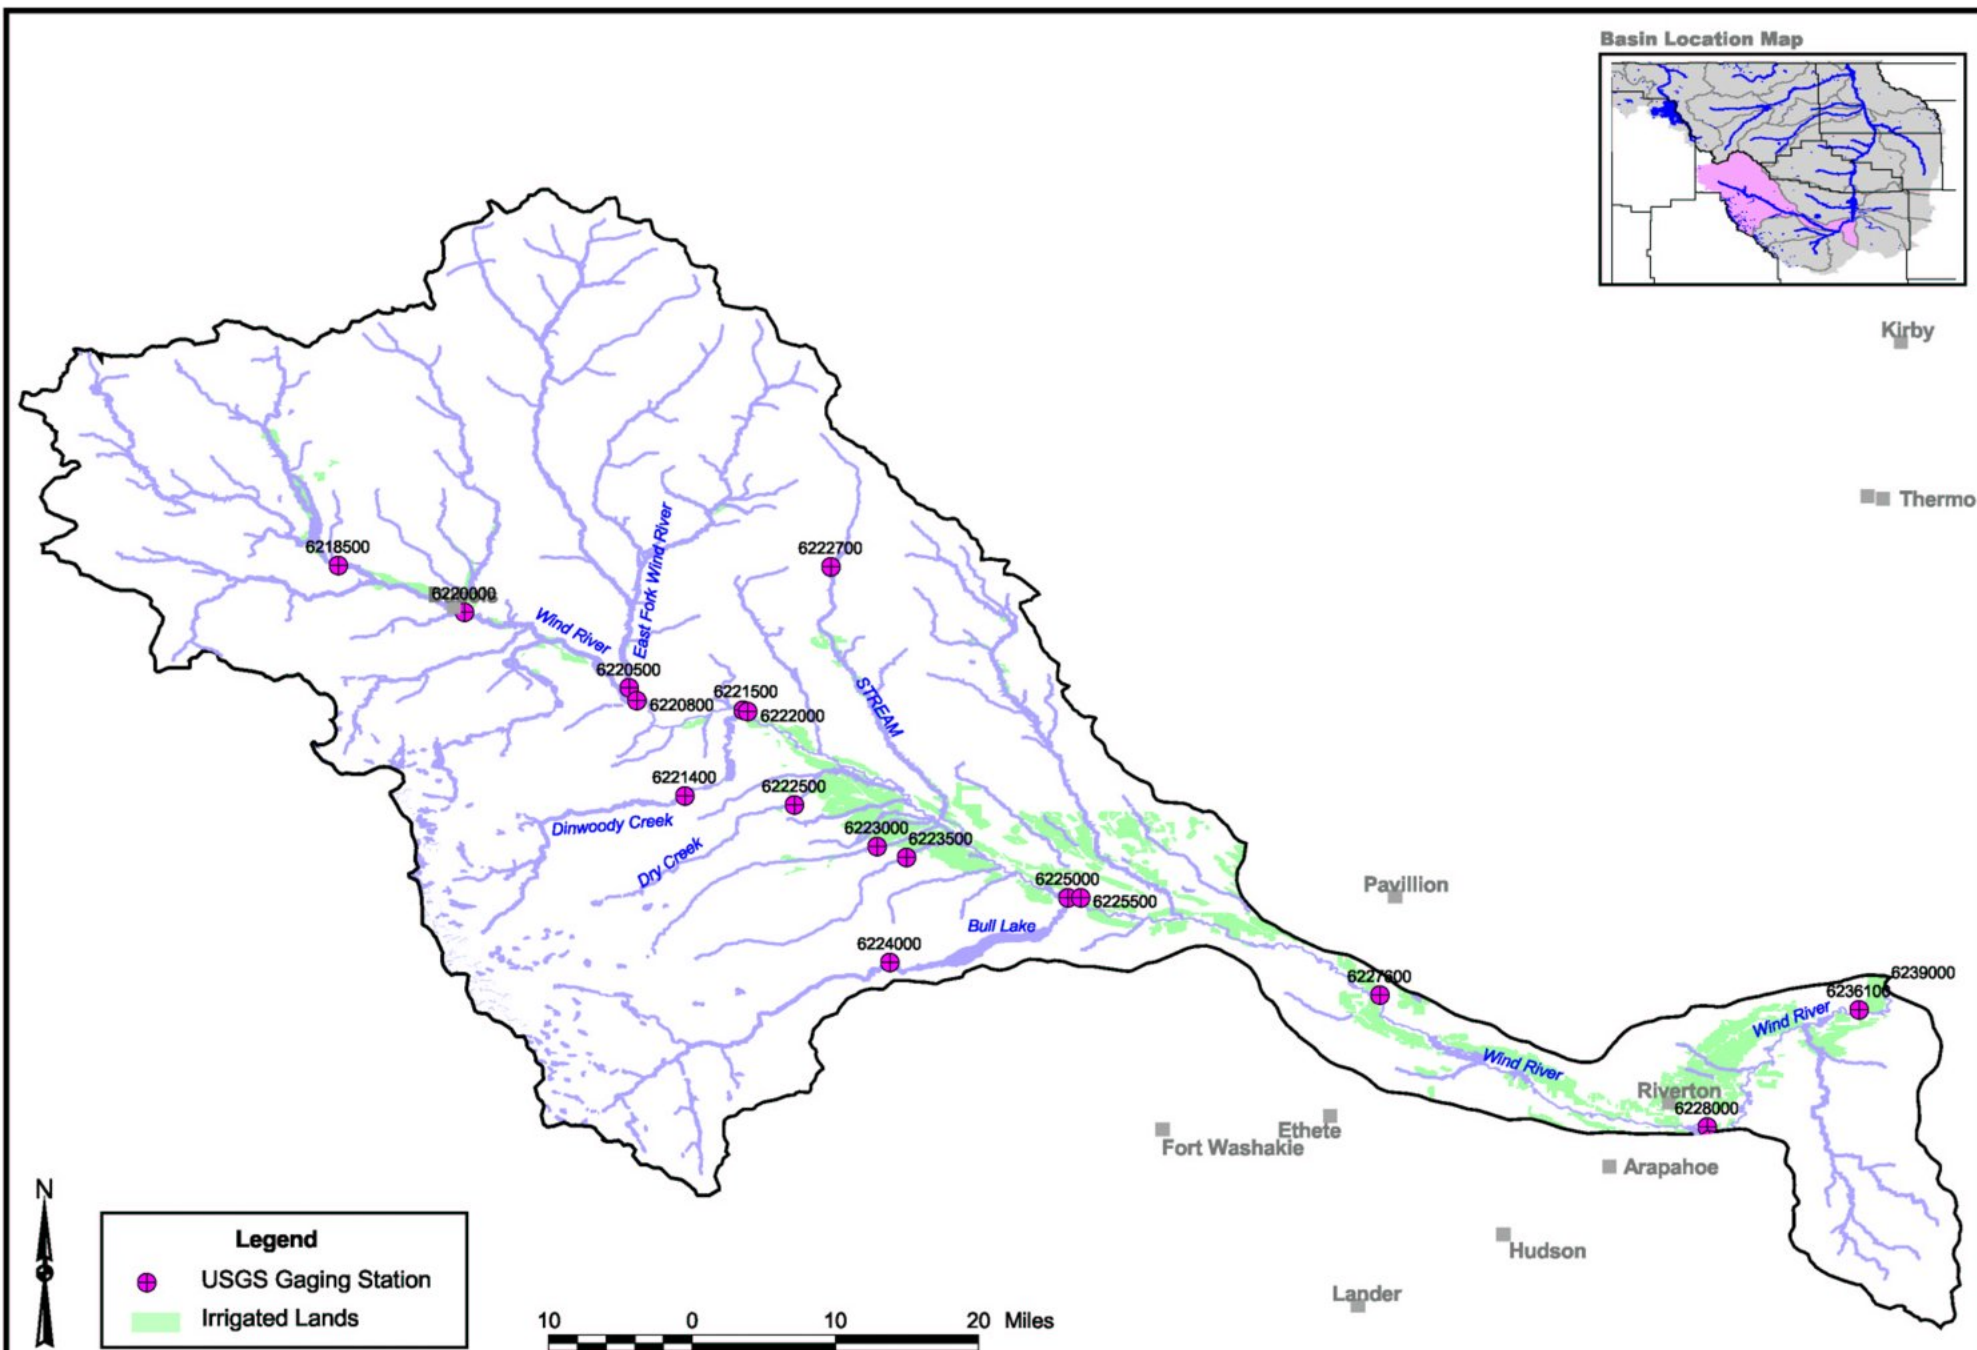 Basin Location Map
Kirby
Thermo
6218500
6222700
6220000
Wind River
East Fork Wind River
6220500
6220800
6221500
6222000
STREAM
6221400
6222500
Dinwoody Creek
Dry Creek
6223000
6223500
6225000
6225500
Pavillion
Bull Lake
6224000
6227600
6239000
6236100
Wind River
Wind River
Riverton
6228000
Fort Washakie
Ethete
Arapahoe
Hudson
Lander
N
Legend
USGS Gaging Station
Irrigated Lands
10 0 10 20 Miles